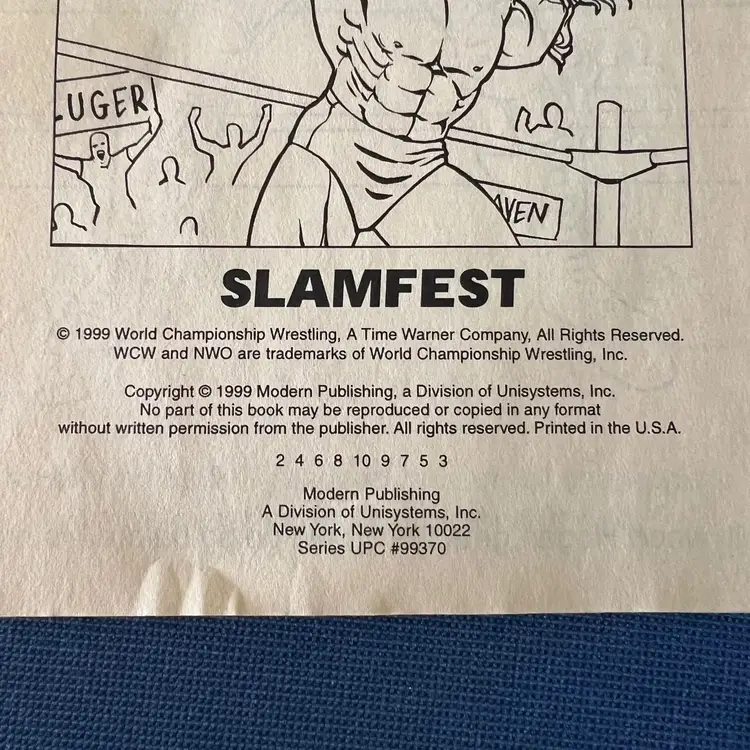 LUGER
AVEN
SLAMFEST
© 1999 World Championship Wrestling, A Time Warner Company, All Rights Reserved.
WCW and NWO are trademarks of World Championship Wrestling, Inc.
Copyright © 1999 Modern Publishing, a Division of Unisystems, Inc.
No part of this book may be reproduced or copied in any format
without written permission from the publisher. All rights reserved. Printed in the U.S.A.
2 4 6 8 10 9 7 5 3
Modern Publishing
A Division of Unisystems, Inc.
New York, New York 10022
Series UPC #99370